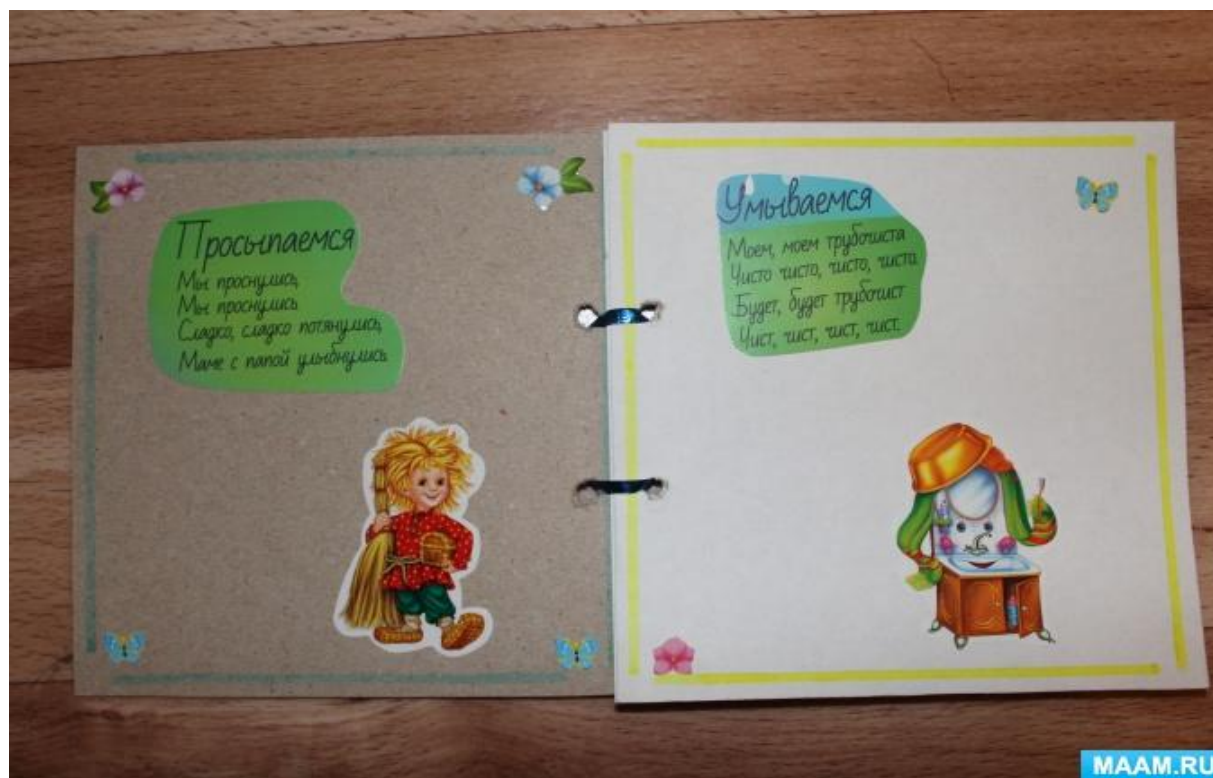 Просыпаемся
Мы проснулись,
Мы проснулись
Сладко, сладко потянулись,
Маме с папой улыбнулись
Умываемся
Моем, моем трубочиста
Чисто чисто, чисто, чисто.
Будет, будет трубочист
Чист, чист, чист, чист.
MAAM.RU